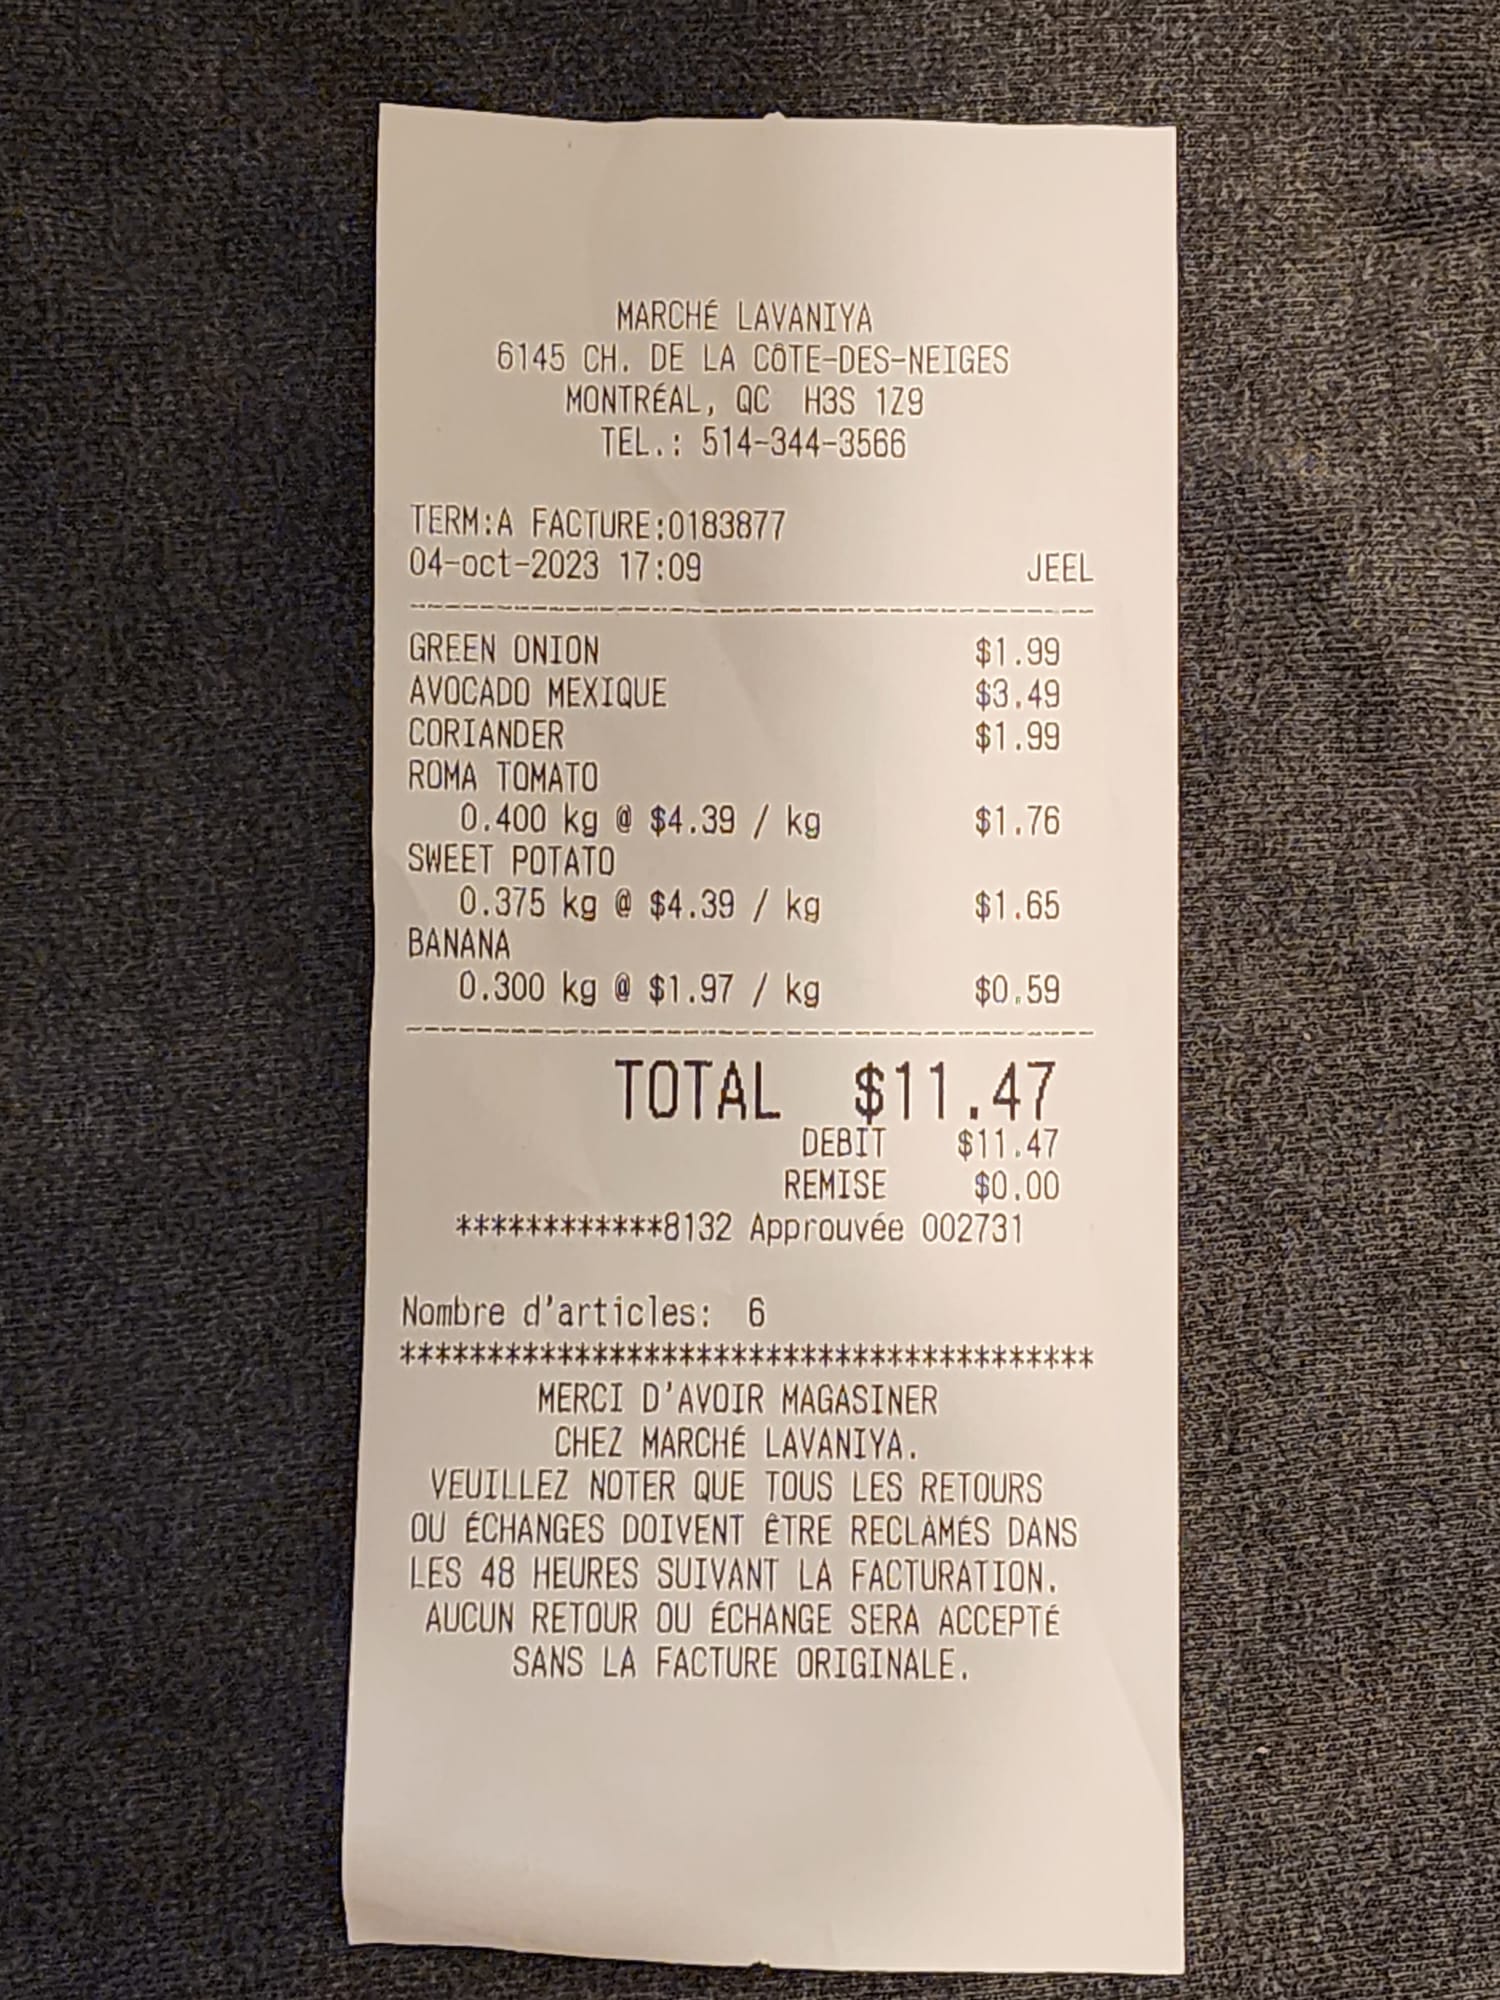 MARCHÉ LAVANIYA
6145 CH. DE LA CÔTE-DES-NEIGES
MONTRÉAL, QC  H3S 1Z9
TEL.: 514-344-3566
TERM:A FACTURE:0183877
04-oct-2023 17:09 JEEL
GREEN ONION $1.99
AVOCADO MEXIQUE $3.49
CORIANDER $1.99
ROMA TOMATO
0.400 kg @ $4.39 / kg $1.76
SWEET POTATO
0.375 kg @ $4.39 / kg $1.65
BANANA
0.300 kg @ $1.97 / kg $0.59
TOTAL $11.47
DEBIT $11.47
REMISE $0.00
************8132 Approuvée 002731
Nombre d'articles: 6
****************************************
MERCI D'AVOIR MAGASINER
CHEZ MARCHÉ LAVANIYA.
VEUILLEZ NOTER QUE TOUS LES RETOURS
OU ÉCHANGES DOIVENT ÊTRE RECLAMÉS DANS
LES 48 HEURES SUIVANT LA FACTURATION.
AUCUN RETOUR OU ÉCHANGE SERA ACCEPTÉ
SANS LA FACTURE ORIGINALE.